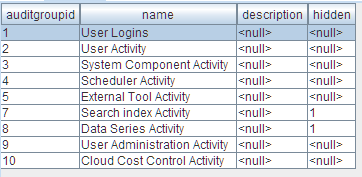 auditgroupid name description hidden
1 User Logins <null> <null>
2 User Activity <null> <null>
3 System Component Activity <null> <null>
4 Scheduler Activity <null> <null>
5 External Tool Activity <null> <null>
7 Search index Activity <null> 1
8 Data Series Activity <null> 1
9 User Administration Activity <null> <null>
10 Cloud Cost Control Activity <null> <null>